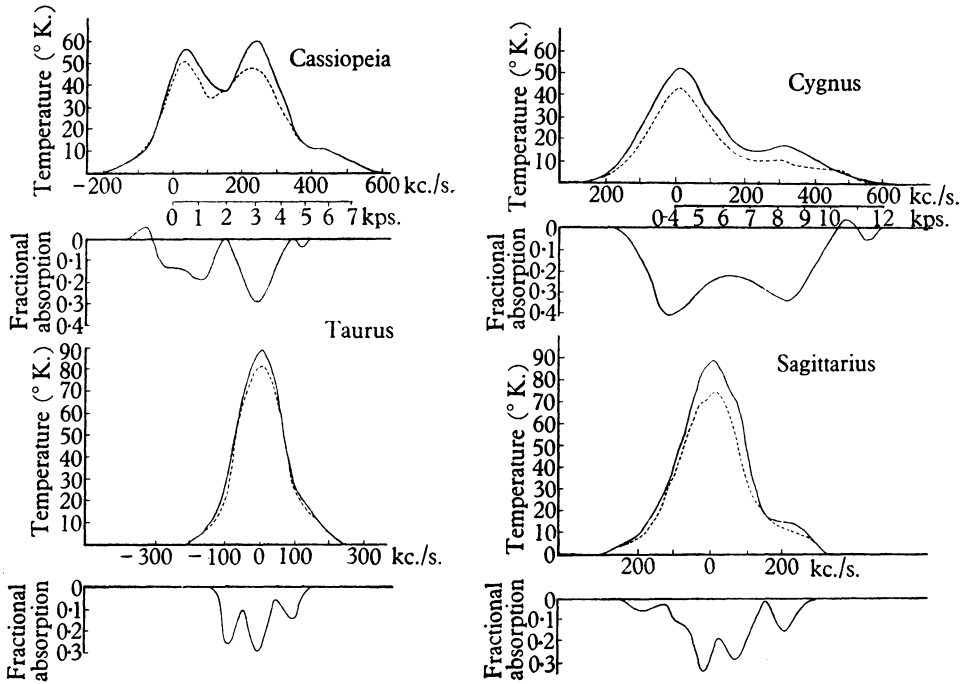 Temperature (° K.)
60
50
40
30
20
10
Cassiopeia
-200 0 200 400 600 kc./s.
0 1 2 3 4 5 6 7 kps.
Fractional absorption
0
0·1
0·2
0·3
0·4
Temperature (° K.)
60
50
40
30
20
10
Cygnus
200 0 200 400 600 kc./s.
0·4 5 6 7 8 9 10 12 kps.
Fractional absorption
0
0·1
0·2
0·3
0·4
Taurus
Temperature (° K.)
90
80
70
60
50
40
30
20
10
-300 -100 0 100 300 kc./s.
Fractional absorption
0
0·1
0·2
0·3
Sagittarius
Temperature (° K.)
90
80
70
60
50
40
30
20
10
0
200 0 200 kc./s.
Fractional absorption
0
0·1
0·2
0·3